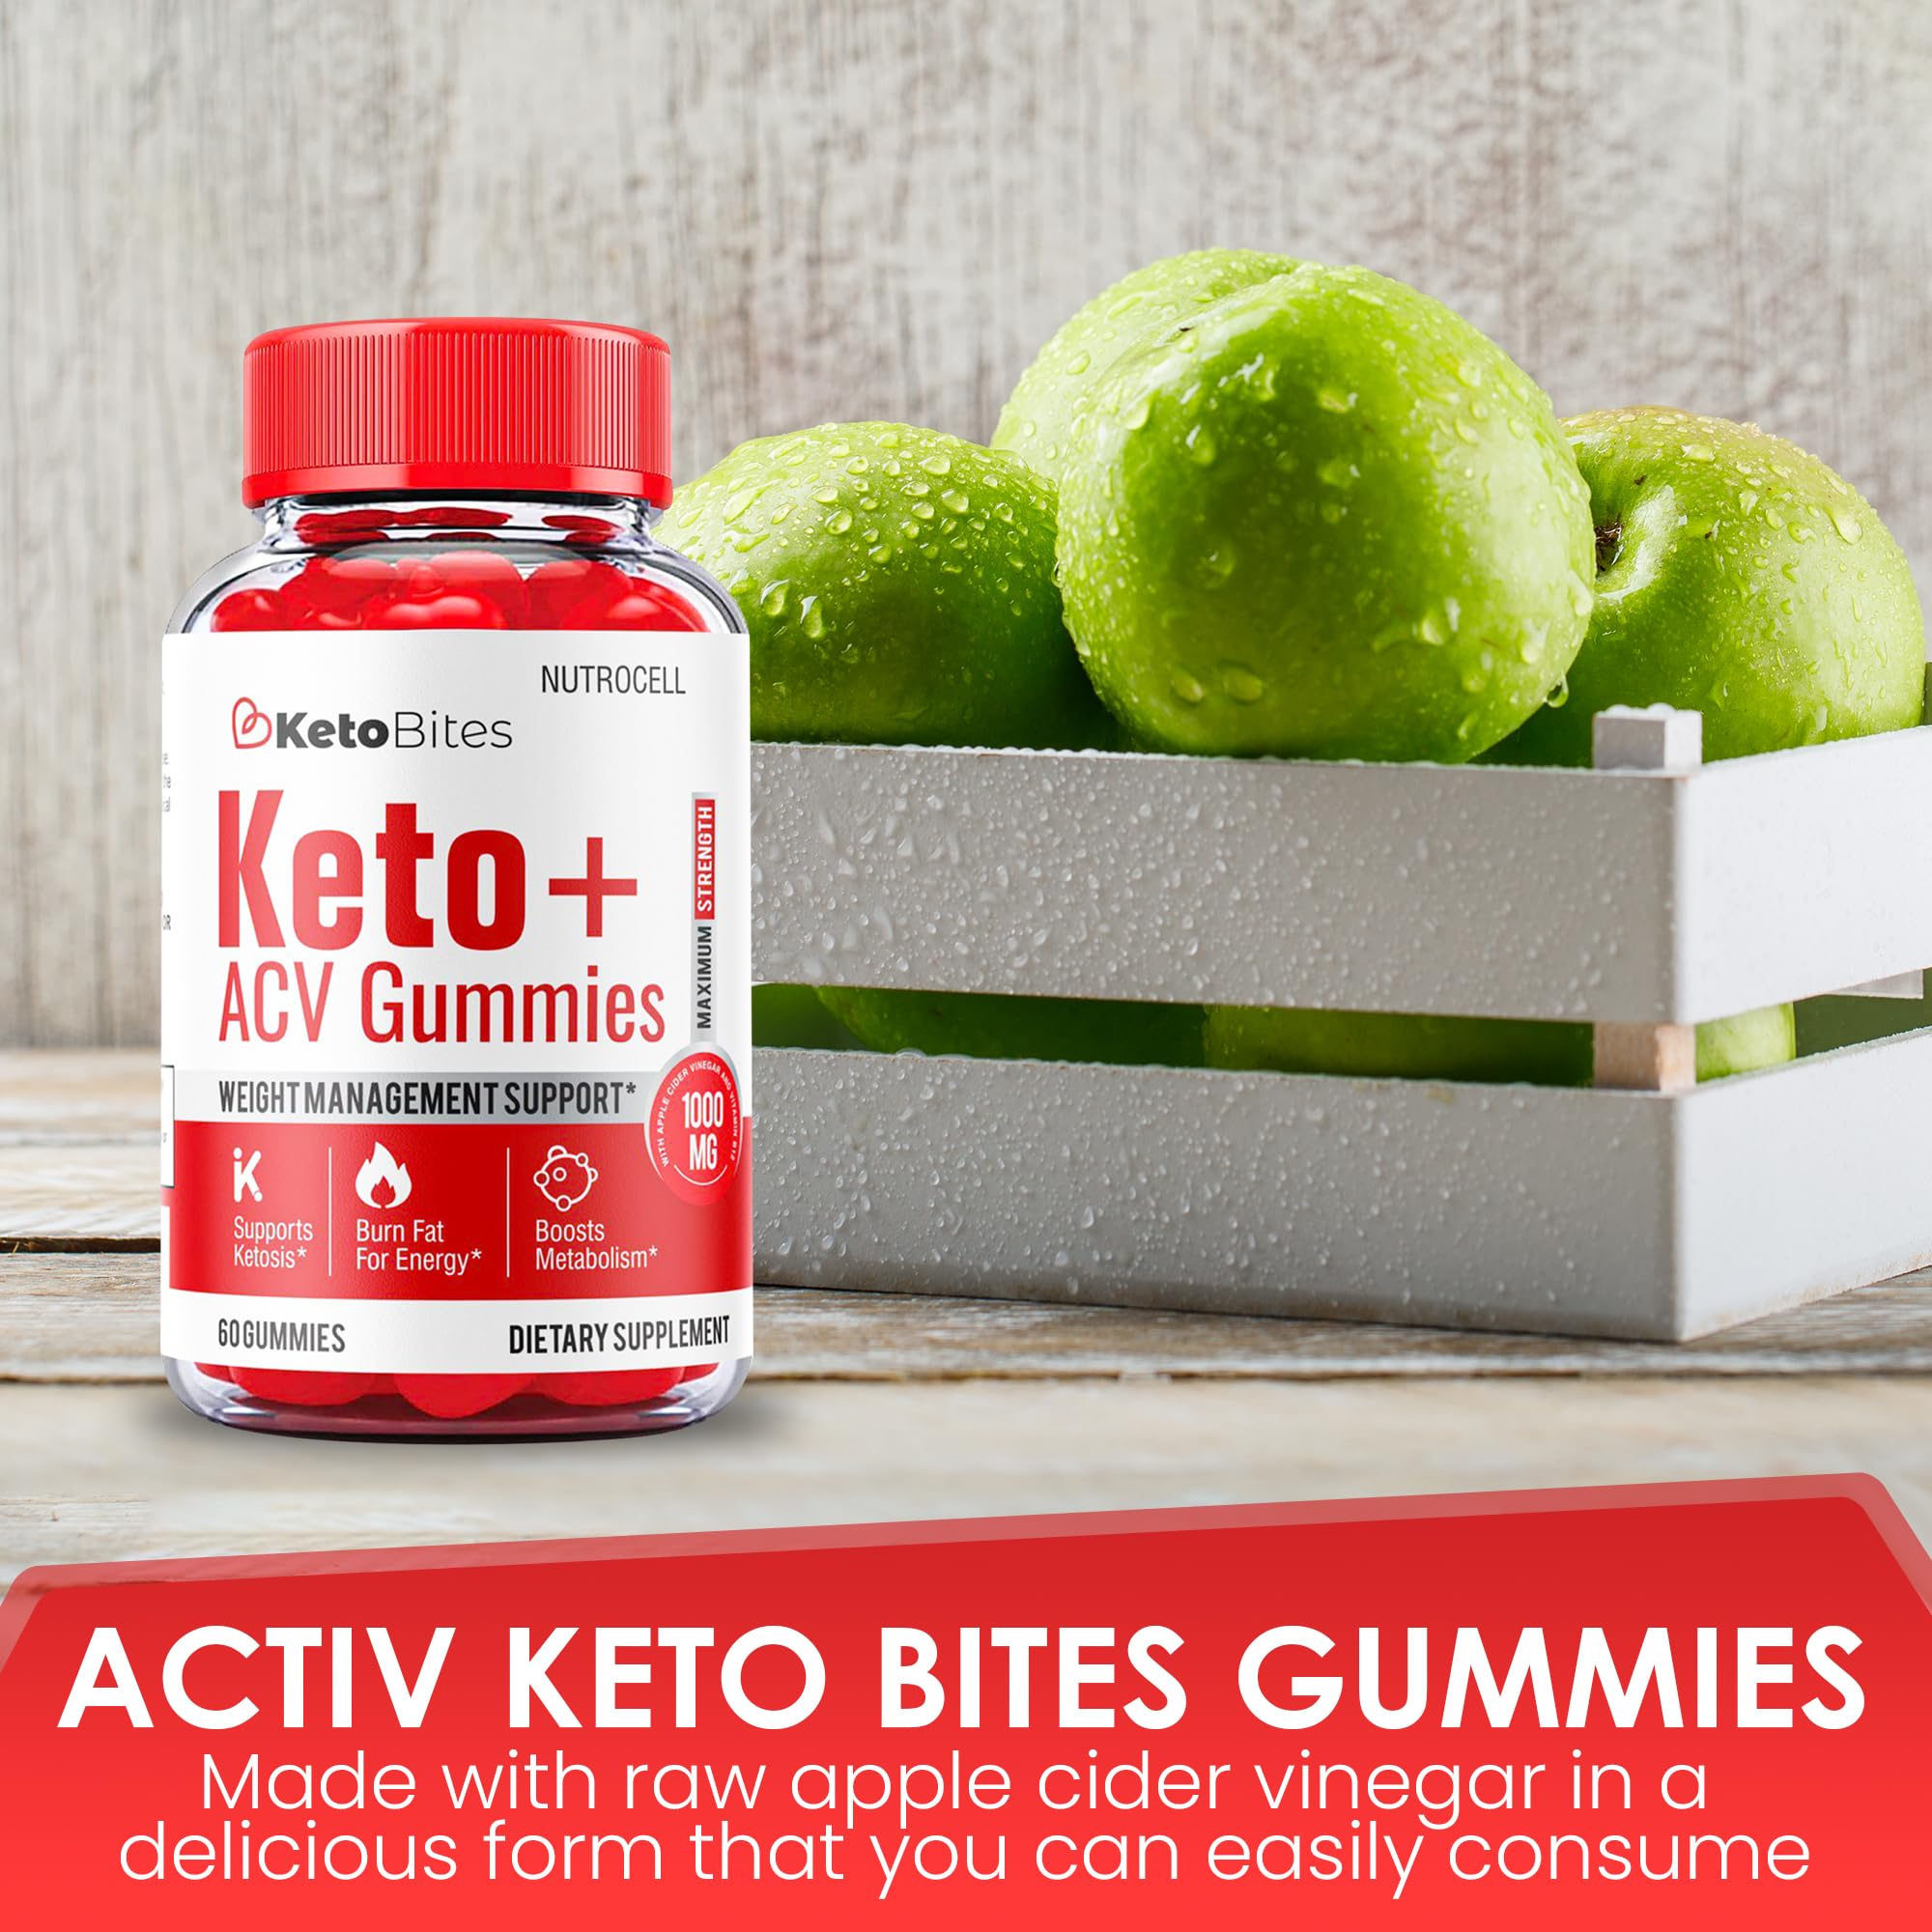 NUTROCELL
KetoBites
Keto+
ACV Gummies
MAXIMUM STRENGTH
WEIGHT MANAGEMENT SUPPORT*
WITH APPLE CIDER VINEGAR AND VITAMIN B12
1000
MG
Supports
Ketosis*
Burn Fat
For Energy*
Boosts
Metabolism*
60 GUMMIES
DIETARY SUPPLEMENT
ACTIV KETO BITES GUMMIES
Made with raw apple cider vinegar in a
delicious form that you can easily consume